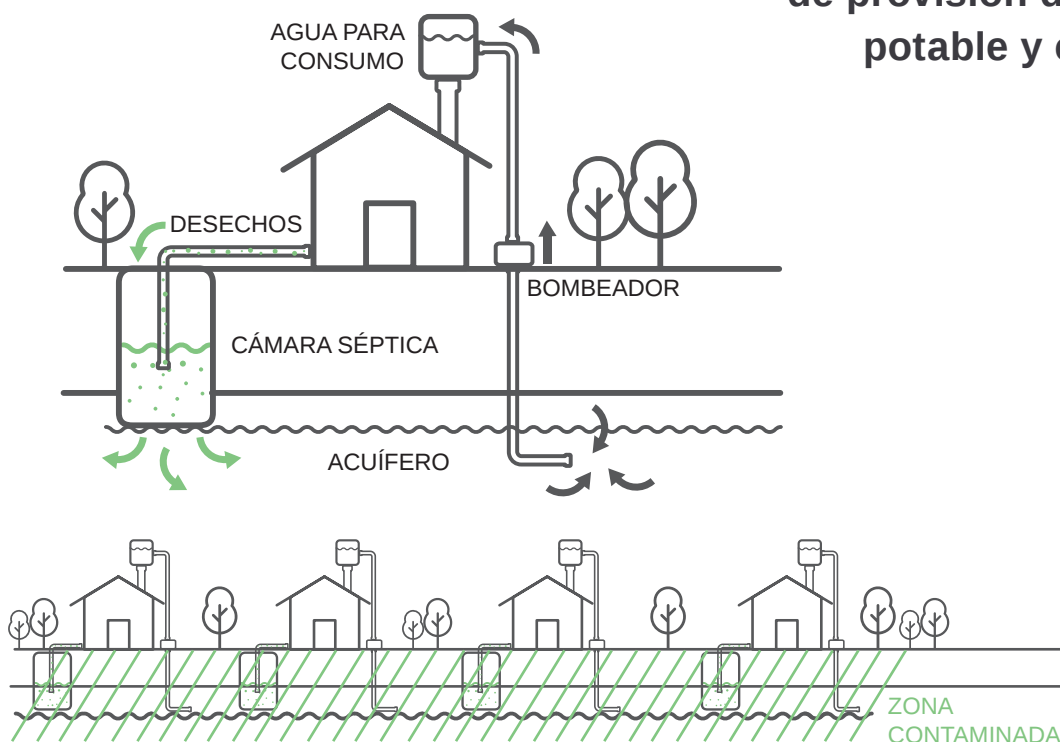 de provisión
potable y
AGUA PARA
CONSUMO
DESECHOS
BOMBEADOR
CÁMARA SÉPTICA
ACUÍFERO
ZONA
CONTAMINADA